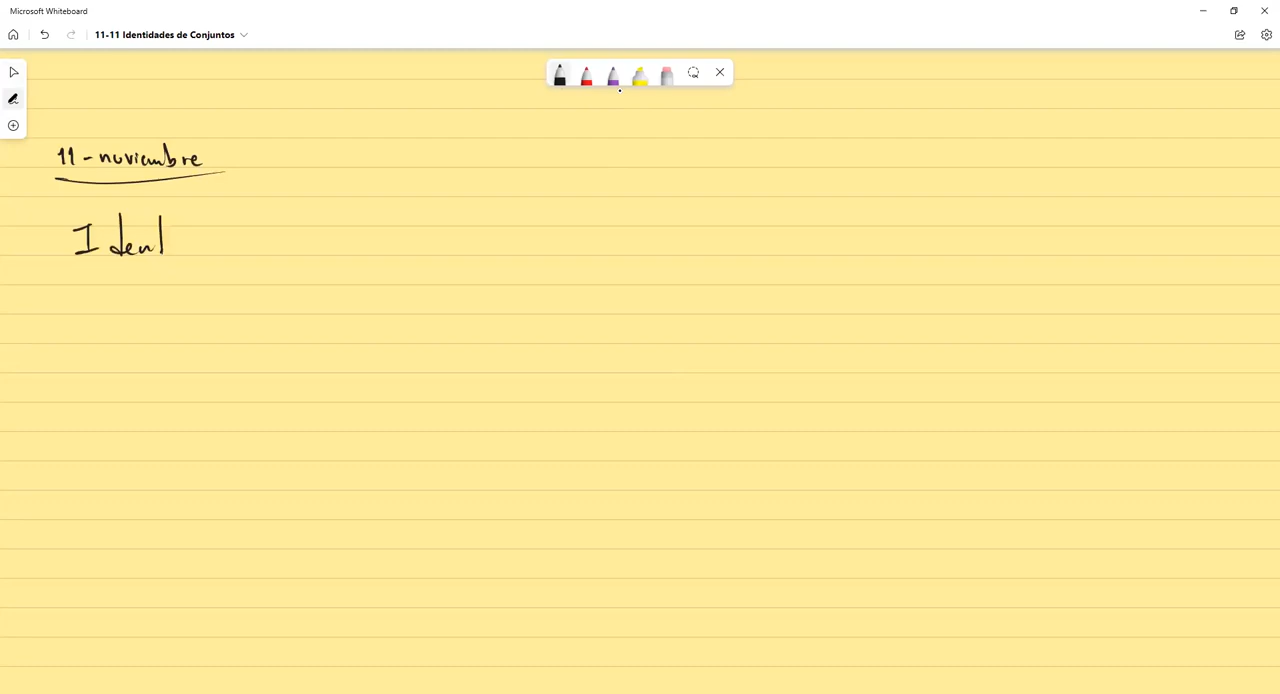 Microsoft Whiteboard
11-11 Identidades de Conjuntos
11-noviembre
Iden